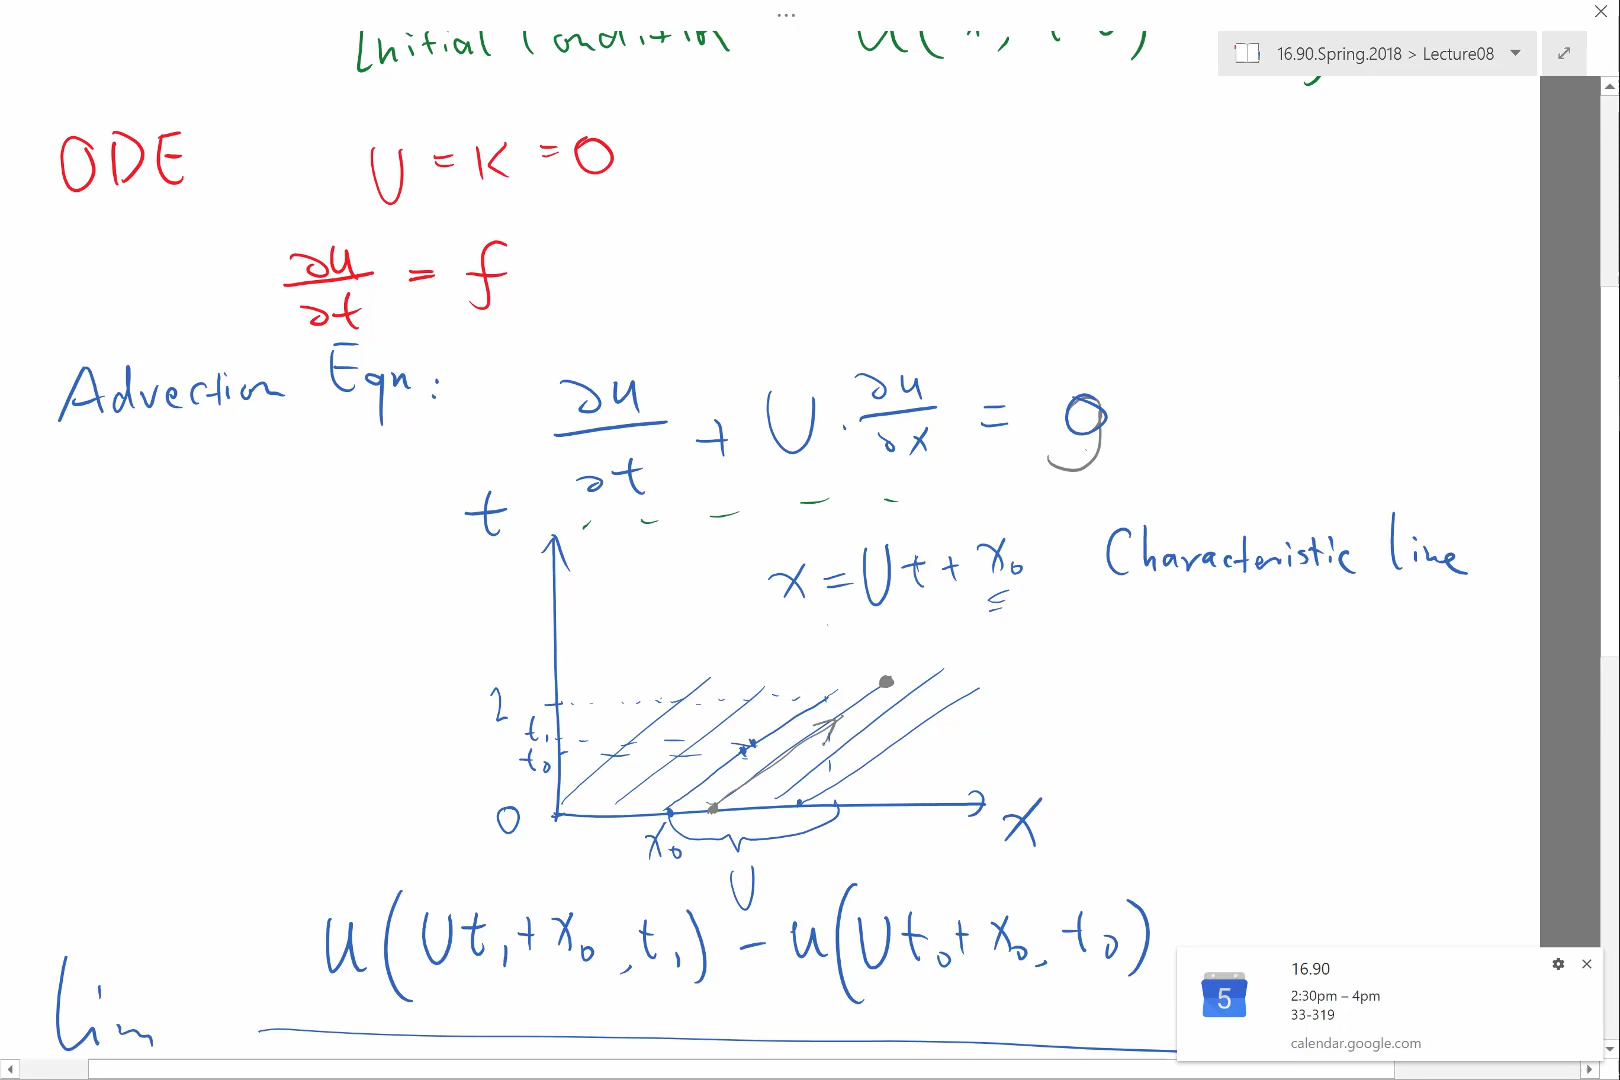 Initial Condition u(x, t=0)
16.90.Spring.2018 > Lecture08
ODE U = K = 0
∂u/∂t = f
Advection Eqn: ∂u/∂t + U · ∂u/∂x = 0
t
x = Ut + x₀ Characteristic line
2
t₁
t₀
0
x₀
x
U
lim u(Ut₁+x₀, t₁) - u(Ut₀+x₀, t₀)
5
16.90
2:30pm – 4pm
33-319
calendar.google.com